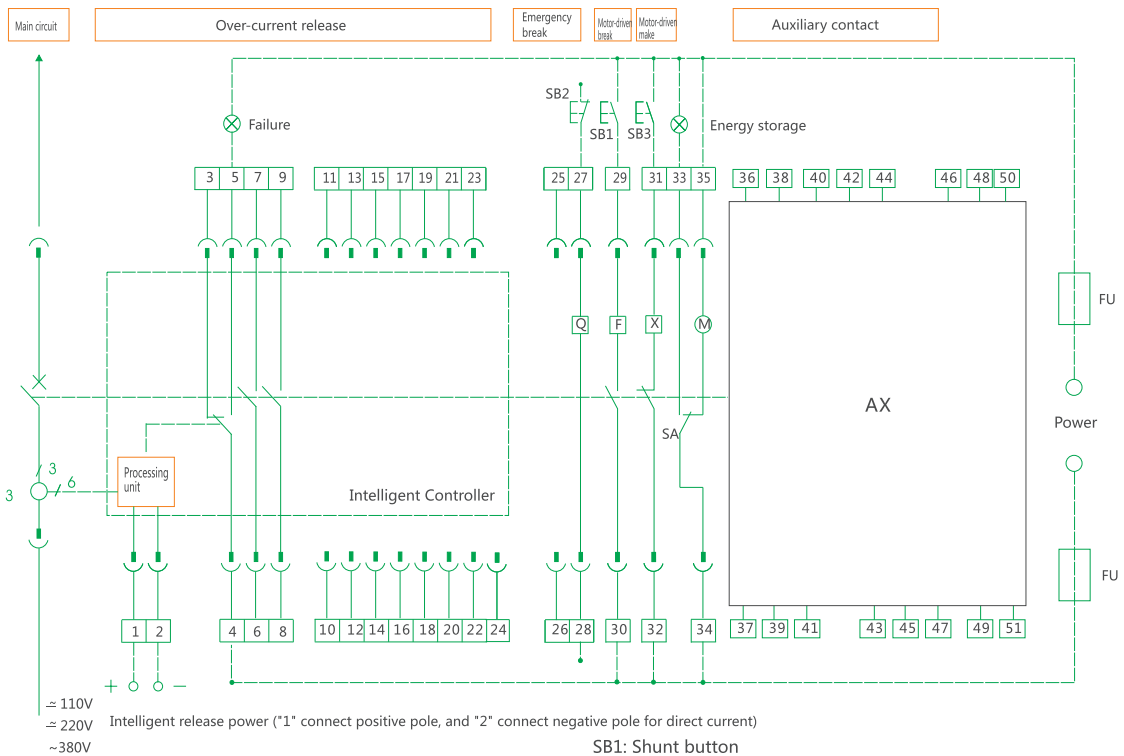 Main circuit
Over-current release
Emergency
break
Motor-driven
break
Motor-driven
make
Auxiliary contact
SB2
SB1
SB3
Failure
Energy storage
3 5 7 9 11 13 15 17 19 21 23 25 27 29 31 33 35
36 38 40 42 44 46 48 50
Q F X M
FU
AX
Power
SA
3
6
3
Processing
unit
Intelligent Controller
FU
1 2 4 6 8 10 12 14 16 18 20 22 24 26 28 30 32 34
37 39 41 43 45 47 49 51
+ −
≃ 110V
≃ 220V
~380V
Intelligent release power ("1" connect positive pole, and "2" connect negative pole for direct current)
SB1: Shunt button